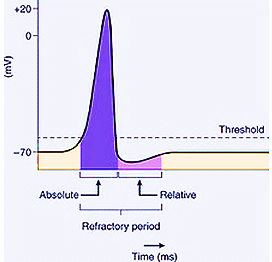 +20
0
(mV)
Threshold
−70
Absolute
Relative
Refractory period
Time (ms)